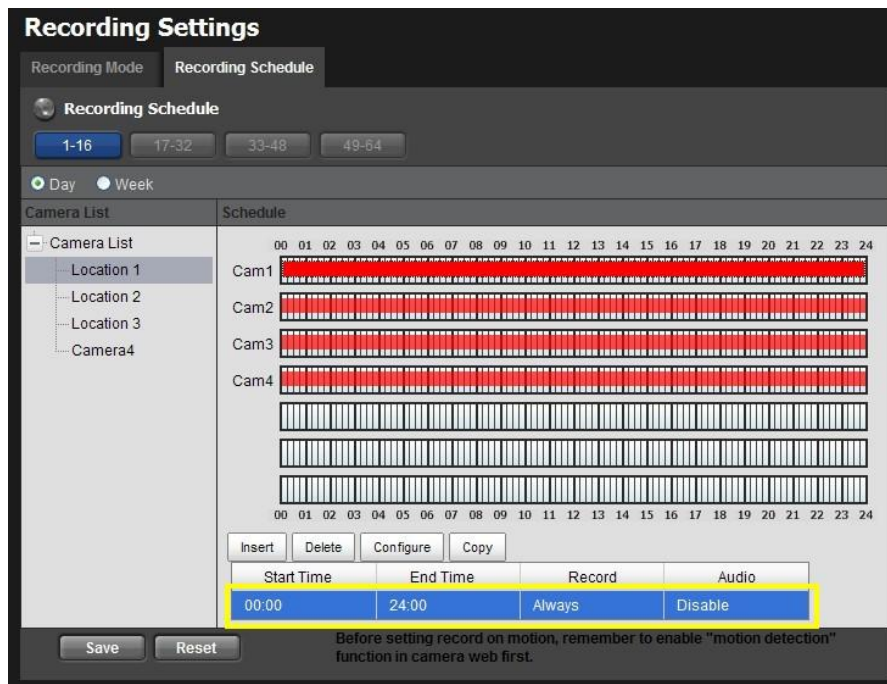 Recording Settings
Recording Mode Recording Schedule
Recording Schedule
1-16 17-32 33-48 49-64
Day Week
Camera List Schedule
Camera List
Location 1
Location 2
Location 3
Camera4
00 01 02 03 04 05 06 07 08 09 10 11 12 13 14 15 16 17 18 19 20 21 22 23 24
Cam1
Cam2
Cam3
Cam4
00 01 02 03 04 05 06 07 08 09 10 11 12 13 14 15 16 17 18 19 20 21 22 23 24
Insert Delete Configure Copy
Start Time End Time Record Audio
00:00 24:00 Always Disable
Save Reset
Before setting record on motion, remember to enable "motion detection"
function in camera web first.